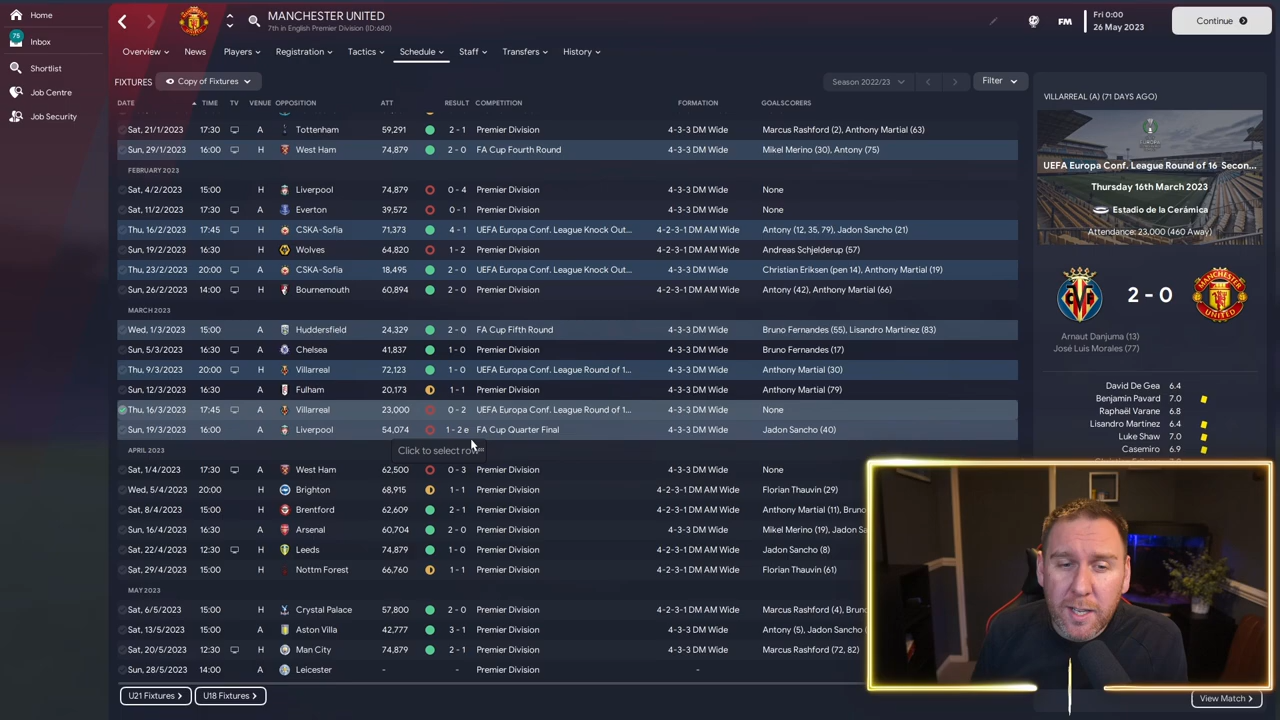 Home
75
Inbox
Shortlist
Job Centre
Job Security
MANCHESTER UNITED
7th in English Premier Division (ID:680)
FM
Fri 0:00
26 May 2023
Continue
Overview News Players Registration Tactics Schedule Staff Transfers History
FIXTURES Copy of Fixtures Season 2022/23 Filter
DATE TIME TV VENUE OPPOSITION ATT RESULT COMPETITION FORMATION GOALSCORERS
Sat, 21/1/2023 17:30 A Tottenham 59,291 2 - 1 Premier Division 4-3-3 DM Wide Marcus Rashford (2), Anthony Martial (63)
Sun, 29/1/2023 16:00 H West Ham 74,879 2 - 0 FA Cup Fourth Round 4-3-3 DM Wide Mikel Merino (30), Antony (75)
FEBRUARY 2023
Sat, 4/2/2023 15:00 H Liverpool 74,879 0 - 4 Premier Division 4-3-3 DM Wide None
Sat, 11/2/2023 17:30 A Everton 39,572 0 - 1 Premier Division 4-3-3 DM Wide None
Thu, 16/2/2023 17:45 H CSKA-Sofia 71,373 4 - 1 UEFA Europa Conf. League Knock Out... 4-2-3-1 DM AM Wide Antony (12, 35, 79), Jadon Sancho (21)
Sun, 19/2/2023 16:30 H Wolves 64,820 1 - 2 Premier Division 4-3-3 DM Wide Andreas Schjelderup (57)
Thu, 23/2/2023 20:00 A CSKA-Sofia 18,495 2 - 0 UEFA Europa Conf. League Knock Out... 4-3-3 DM Wide Christian Eriksen (pen 14), Anthony Martial (19)
Sun, 26/2/2023 14:00 H Bournemouth 60,894 2 - 0 Premier Division 4-2-3-1 DM AM Wide Antony (42), Anthony Martial (66)
MARCH 2023
Wed, 1/3/2023 15:00 A Huddersfield 24,329 2 - 0 FA Cup Fifth Round 4-3-3 DM Wide Bruno Fernandes (55), Lisandro Martínez (83)
Sun, 5/3/2023 16:30 A Chelsea 41,837 1 - 0 Premier Division 4-3-3 DM Wide Bruno Fernandes (17)
Thu, 9/3/2023 20:00 H Villarreal 72,123 1 - 0 UEFA Europa Conf. League Round of 1... 4-3-3 DM Wide Anthony Martial (30)
Sun, 12/3/2023 16:30 A Fulham 20,173 1 - 1 Premier Division 4-3-3 DM Wide Anthony Martial (79)
Thu, 16/3/2023 17:45 A Villarreal 23,000 0 - 2 UEFA Europa Conf. League Round of 1... 4-3-3 DM Wide None
Sun, 19/3/2023 16:00 A Liverpool 54,074 1 - 2 e FA Cup Quarter Final 4-3-3 DM Wide Jadon Sancho (40)
Click to select row
APRIL 2023
Sat, 1/4/2023 17:30 A West Ham 62,500 0 - 3 Premier Division 4-3-3 DM Wide None
Wed, 5/4/2023 20:00 H Brighton 68,915 1 - 1 Premier Division 4-2-3-1 DM AM Wide Florian Thauvin (29)
Sat, 8/4/2023 15:00 H Brentford 62,609 2 - 1 Premier Division 4-2-3-1 DM AM Wide Anthony Martial (11), Bruno
Sun, 16/4/2023 16:30 A Arsenal 60,704 2 - 0 Premier Division 4-3-3 DM Wide Mikel Merino (19), Jadon Sa
Sat, 22/4/2023 12:30 H Leeds 74,879 1 - 0 Premier Division 4-2-3-1 DM AM Wide Jadon Sancho (8)
Sat, 29/4/2023 15:00 H Nottm Forest 66,760 1 - 1 Premier Division 4-2-3-1 DM AM Wide Florian Thauvin (61)
MAY 2023
Sat, 6/5/2023 15:00 H Crystal Palace 57,800 2 - 0 Premier Division 4-2-3-1 DM AM Wide Marcus Rashford (4), Brun
Sat, 13/5/2023 15:00 A Aston Villa 42,777 3 - 1 Premier Division 4-3-3 DM Wide Antony (5), Jadon Sancho
Sat, 20/5/2023 12:30 H Man City 74,879 2 - 1 Premier Division 4-3-3 DM Wide Marcus Rashford (72, 82)
Sun, 28/5/2023 14:00 A Leicester - - Premier Division -
U21 Fixtures U18 Fixtures
VILLARREAL (A) (71 DAYS AGO)
UEFA Europa Conf. League Round of 16 Secon...
Thursday 16th March 2023
Estadio de la Cerámica
Attendance: 23,000 (460 Away)
2 - 0
Arnaut Danjuma (13)
José Luis Morales (77)
David De Gea 6.4
Benjamin Pavard 7.0
Raphaël Varane 6.8
Lisandro Martínez 6.4
Luke Shaw 7.0
Casemiro 6.9
View Match